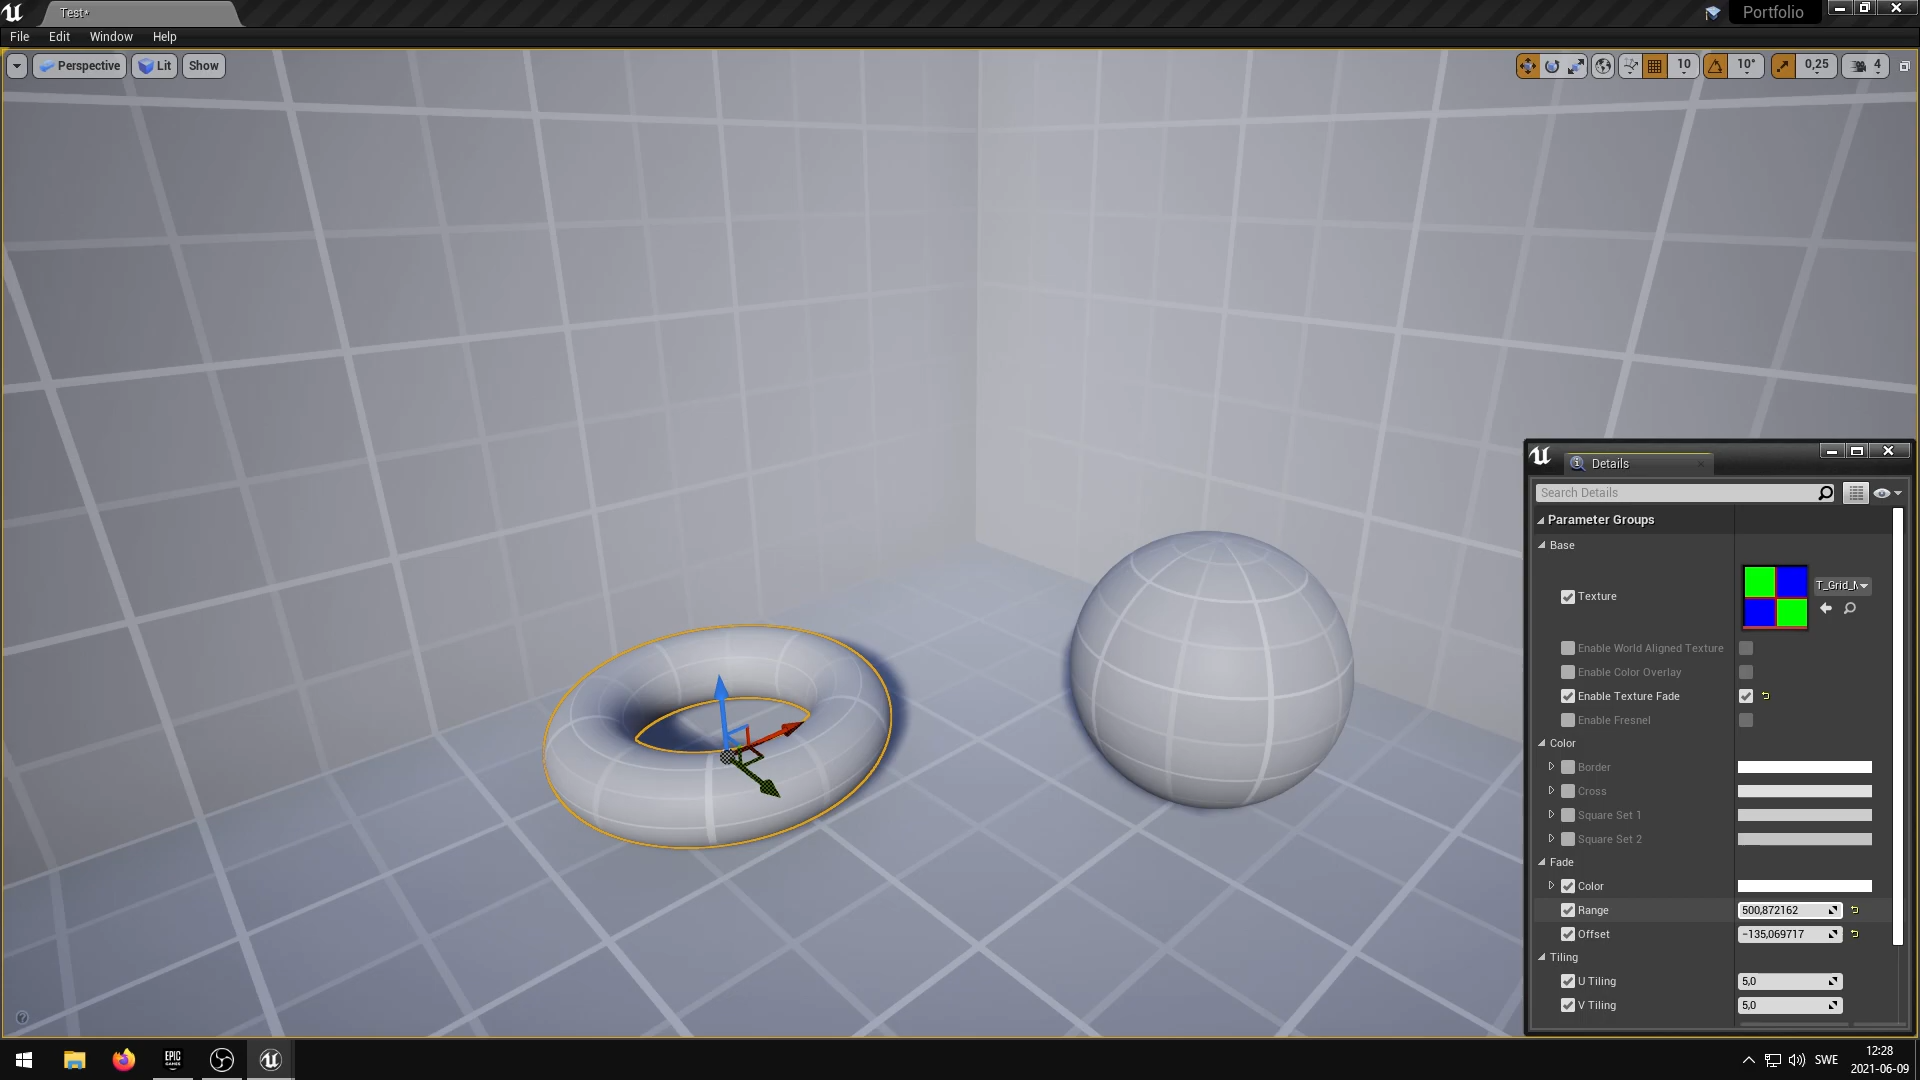 Test*
Portfolio
File Edit Window Help
Perspective Lit Show
10 10° 0,25 4
Details
Search Details
Parameter Groups
Base
Texture
T_Grid_
Enable World Aligned Texture
Enable Color Overlay
Enable Texture Fade
Enable Fresnel
Color
Border
Cross
Square Set 1
Square Set 2
Fade
Color
Range 500,872162
Offset -135,069717
Tiling
U Tiling 5,0
V Tiling 5,0
EPIC
GAMES
SWE
12:28
2021-06-09